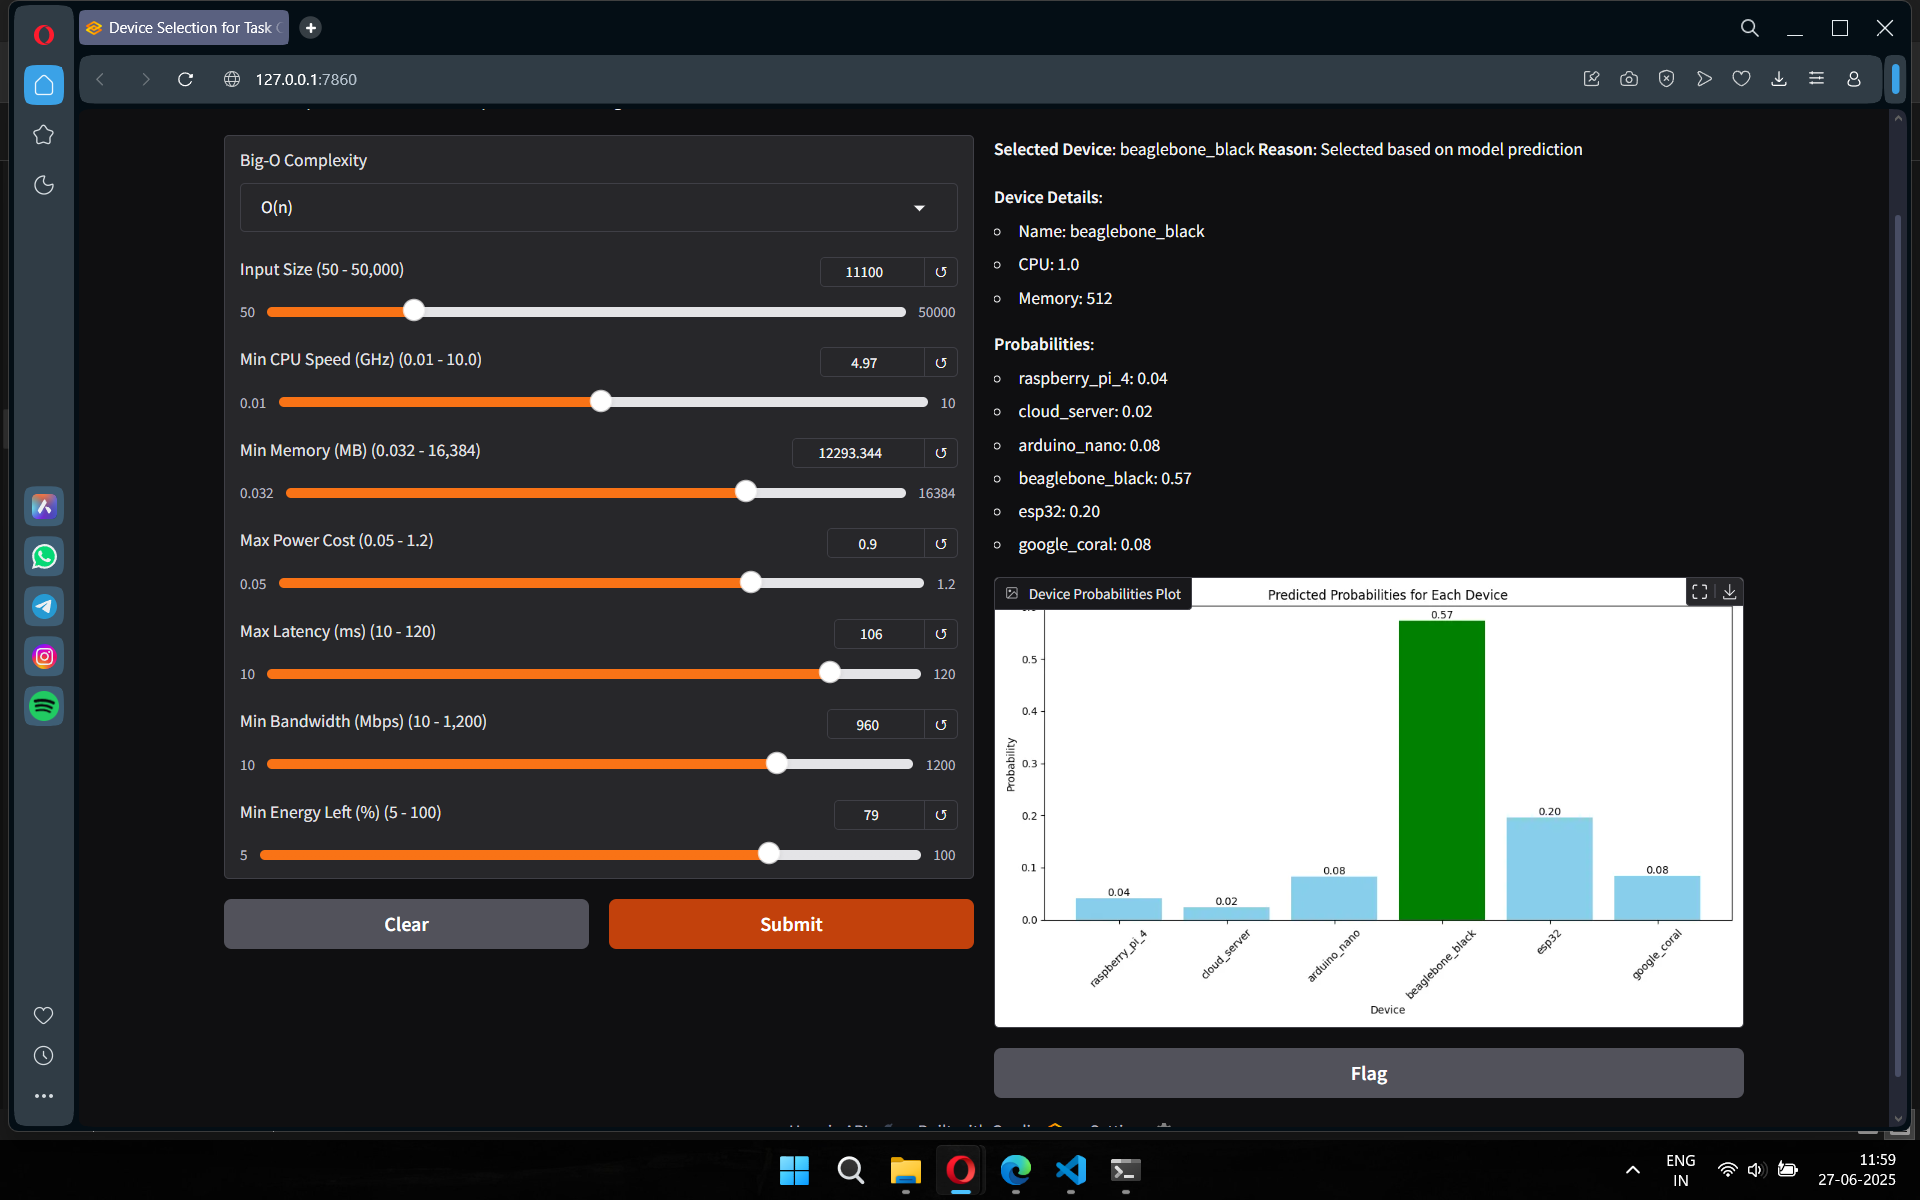 Device Selection for Task
127.0.0.1:7860
Big-O Complexity
O(n)
Input Size (50 - 50,000)
11100
50
50000
Min CPU Speed (GHz) (0.01 - 10.0)
4.97
0.01
10
Min Memory (MB) (0.032 - 16,384)
12293.344
0.032
16384
Max Power Cost (0.05 - 1.2)
0.9
0.05
1.2
Max Latency (ms) (10 - 120)
106
10
120
Min Bandwidth (Mbps) (10 - 1,200)
960
10
1200
Min Energy Left (%) (5 - 100)
79
5
100
Clear
Submit
Selected Device: beaglebone_black Reason: Selected based on model prediction
Device Details:
Name: beaglebone_black
CPU: 1.0
Memory: 512
Probabilities:
raspberry_pi_4: 0.04
cloud_server: 0.02
arduino_nano: 0.08
beaglebone_black: 0.57
esp32: 0.20
google_coral: 0.08
Device Probabilities Plot
Predicted Probabilities for Each Device
0.57
0.5
0.4
0.3
0.2
0.1
0.0
Probability
0.04
0.02
0.08
0.20
0.08
raspberry_pi_4
cloud_server
arduino_nano
beaglebone_black
esp32
google_coral
Device
Flag
ENG
IN
11:59
27-06-2025